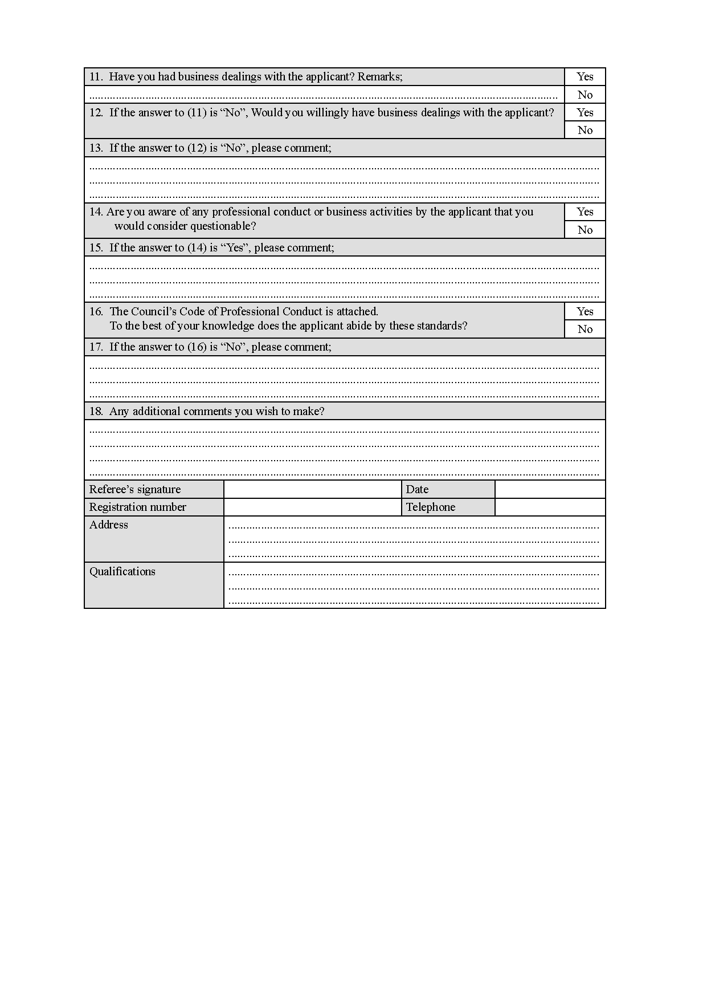 11. Have you had business dealings with the applicant? Remarks;
Yes
No
12. If the answer to (11) is “No”, Would you willingly have business dealings with the applicant?
Yes
No
13. If the answer to (12) is “No”, please comment;
14. Are you aware of any professional conduct or business activities by the applicant that you
would consider questionable?
Yes
No
15. If the answer to (14) is “Yes”, please comment;
16. The Council’s Code of Professional Conduct is attached.
To the best of your knowledge does the applicant abide by these standards?
Yes
No
17. If the answer to (16) is “No”, please comment;
18. Any additional comments you wish to make?
Referee’s signature
Date
Registration number
Telephone
Address
Qualifications